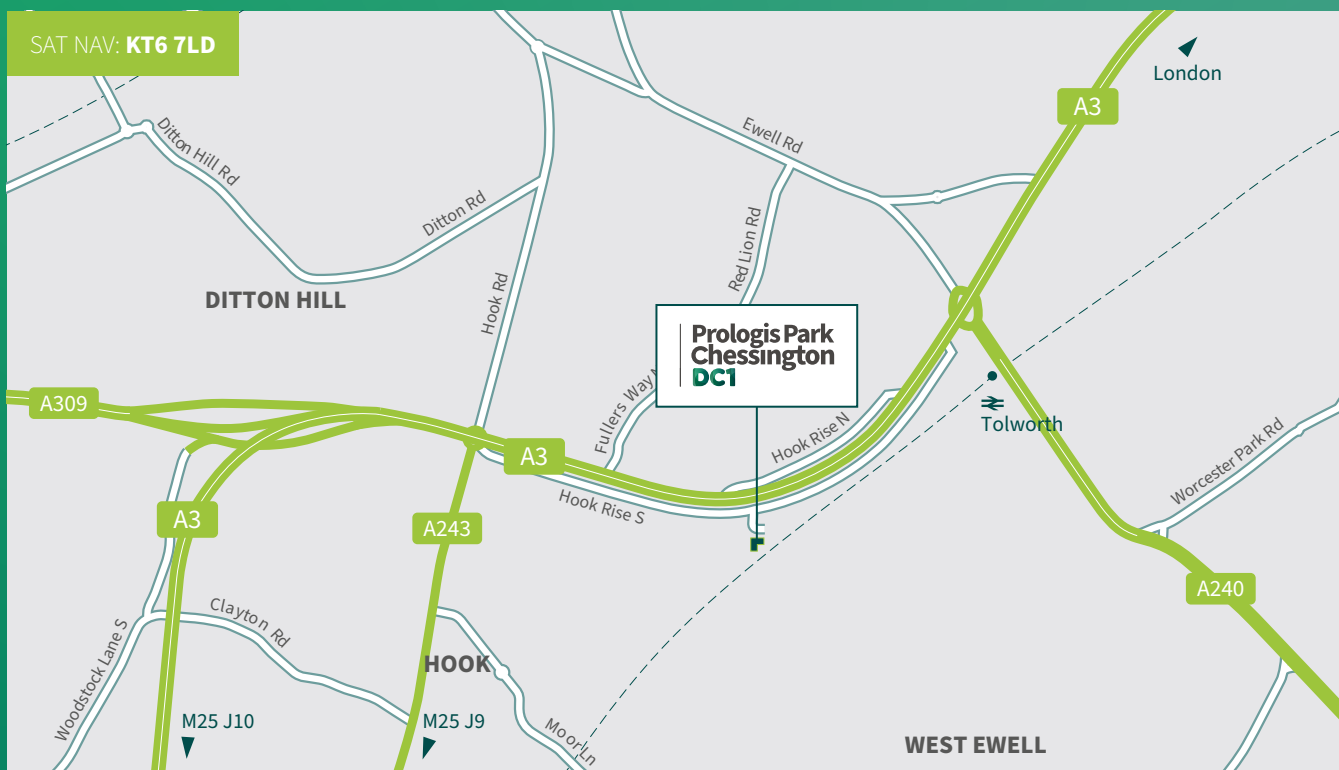 SAT NAV: KT6 7LD
London
A3
Ewell Rd
Ditton Hill Rd
Ditton Rd
Red Lion Rd
Hook Rd
DITTON HILL
Prologis Park
Chessington
DC1
Fullers Way N
A309
Tolworth
Hook Rise N
A3
Worcester Park Rd
Hook Rise S
A3
A243
A240
Clayton Rd
HOOK
Woodstock Lane S
M25 J10
M25 J9
Moor Ln
WEST EWELL